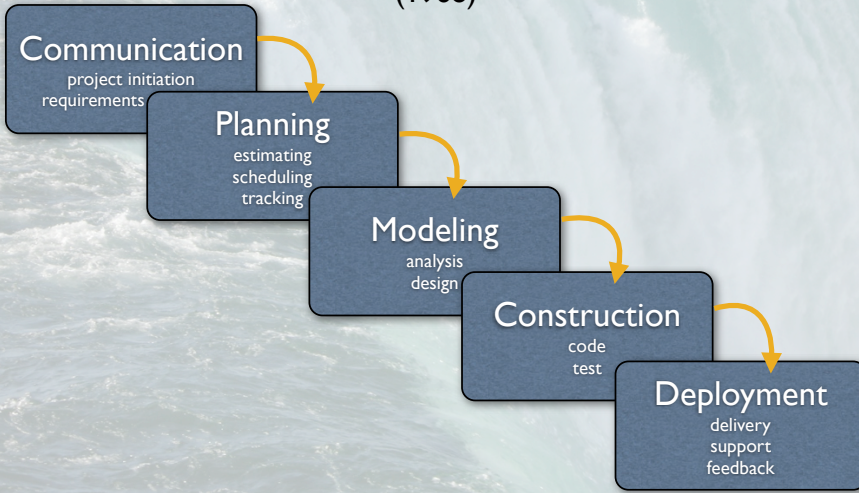 Communication
project initiation
requirements
Planning
estimating
scheduling
tracking
Modeling
analysis
design
Construction
code
test
Deployment
delivery
support
feedback